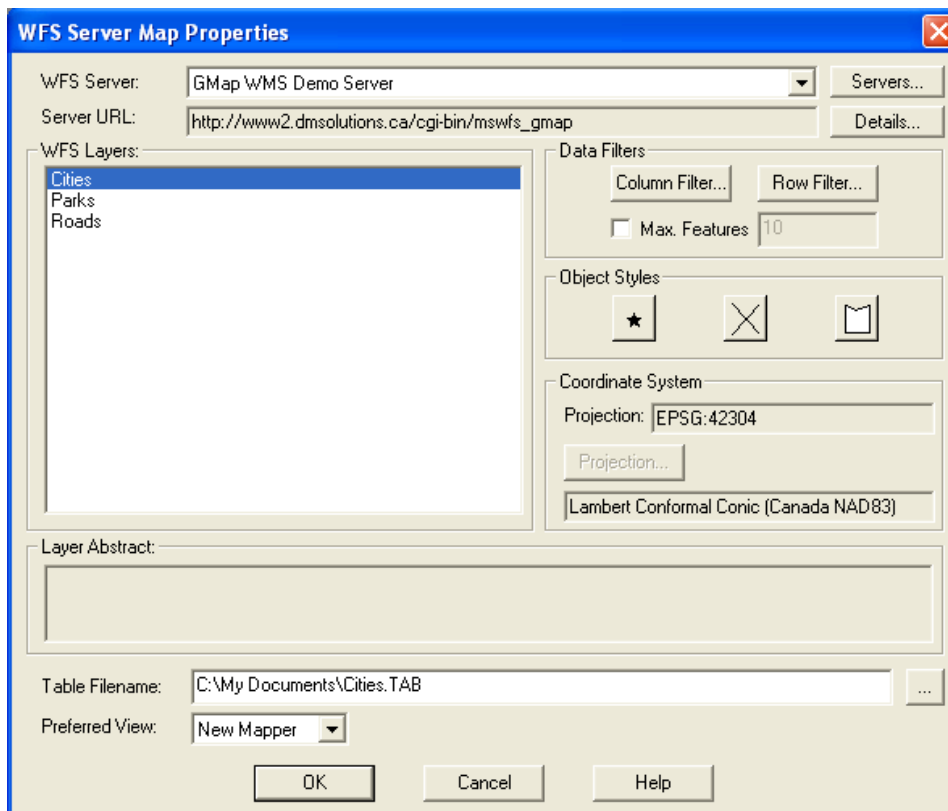 WFS Server Map Properties
WFS Server: GMap WMS Demo Server Servers...
Server URL: http://www2.dmsolutions.ca/cgi-bin/mswfs_gmap Details...
WFS Layers:
Cities
Parks
Roads
Data Filters
Column Filter... Row Filter...
Max. Features 10
Object Styles
Coordinate System
Projection: EPSG:42304
Projection...
Lambert Conformal Conic (Canada NAD83)
Layer Abstract:
Table Filename: C:\My Documents\Cities.TAB ...
Preferred View: New Mapper
OK Cancel Help